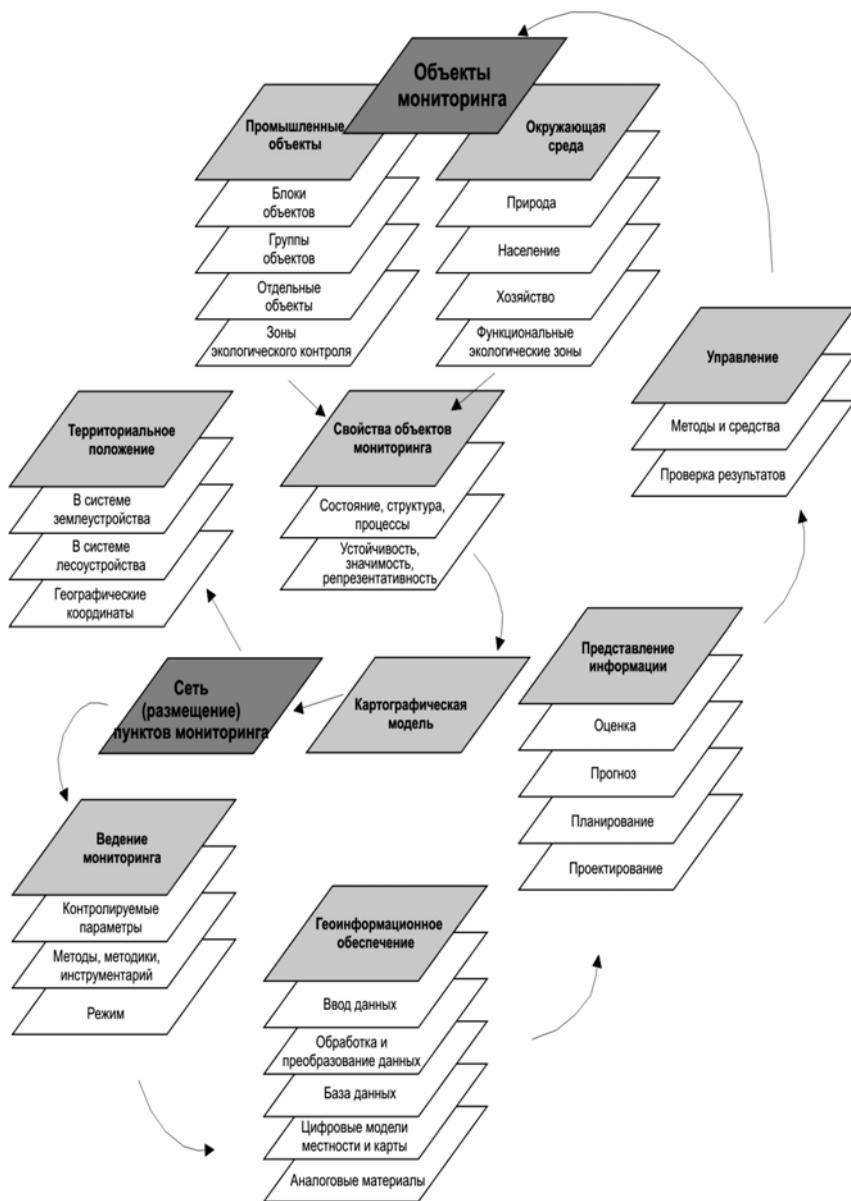 Объекты
мониторинга
Промышленные
объекты
Блоки
объектов
Группы
объектов
Отдельные
объекты
Зоны
экологического контроля
Окружающая
среда
Природа
Население
Хозяйство
Функциональные
экологические зоны
Управление
Методы и средства
Проверка результатов
Территориальное
положение
В системе
землеустройства
В системе
лесоустройства
Географические
координаты
Свойства объектов
мониторинга
Состояние, структура,
процессы
Устойчивость,
значимость,
репрезентативность
Представление
информации
Оценка
Прогноз
Планирование
Проектирование
Сеть
(размещение)
пунктов мониторинга
Картографическая
модель
Ведение
мониторинга
Контролируемые
параметры
Методы, методики,
инструментарий
Режим
Геоинформационное
обеспечение
Ввод данных
Обработка и
преобразование данных
База данных
Цифровые модели
местности и карты
Аналоговые материалы